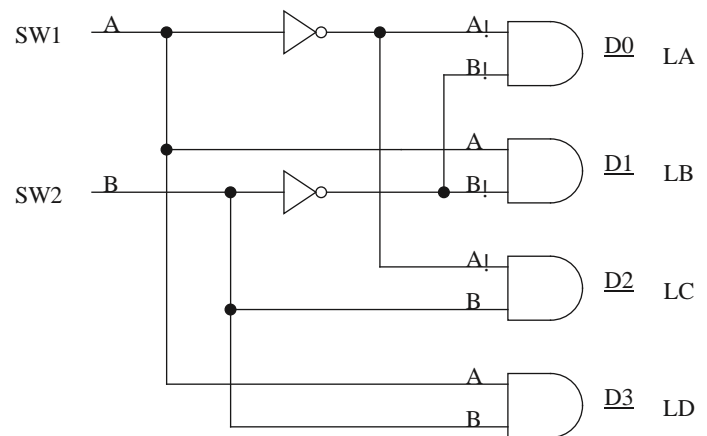 SW1 A A! D0 LA
B!
A D1 LB
SW2 B B!
A! D2 LC
B
A D3 LD
B